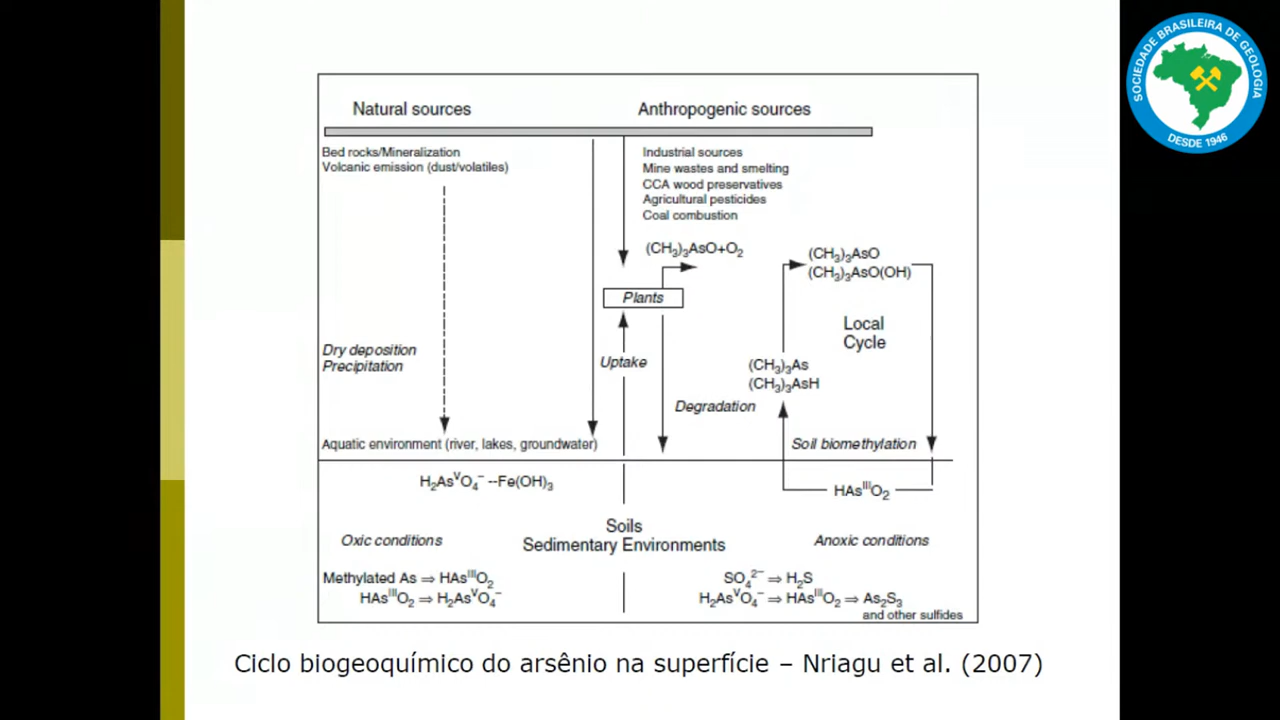 SOCIEDADE BRASILEIRA DE GEOLOGIA
DESDE 1946
Natural sources
Anthropogenic sources
Bed rocks/Mineralization
Volcanic emission (dust/volatiles)
Industrial sources
Mine wastes and smelting
CCA wood preservatives
Agricultural pesticides
Coal combustion
(CH₃)₃AsO+O₂
(CH₃)₃AsO
(CH₃)₃AsO(OH)
Plants
Local
Cycle
Dry deposition
Precipitation
Uptake
(CH₃)₃As
(CH₃)₃AsH
Degradation
Aquatic environment (river, lakes, groundwater)
Soil biomethylation
H₂AsⱽO₄⁻ --Fe(OH)₃
HAsᴵᴵᴵO₂
Soils
Sedimentary Environments
Oxic conditions
Anoxic conditions
Methylated As ⇒ HAsᴵᴵᴵO₂
HAsᴵᴵᴵO₂ ⇒ H₂AsⱽO₄⁻
SO₄²⁻ ⇒ H₂S
H₂AsⱽO₄⁻ ⇒ HAsᴵᴵᴵO₂ ⇒ As₂S₃
and other sulfides
Ciclo biogeoquímico do arsênio na superfície – Nriagu et al. (2007)